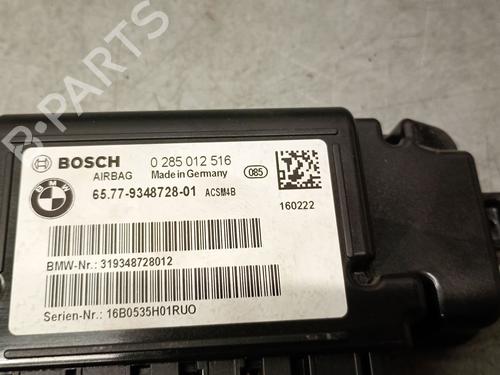 B-PARTS
BOSCH 0 285 012 516
AIRBAG Made in Germany 085
65.77-9348728-01 ACSM4B
BMW
160222
BMW-Nr.: 319348728012
Serien-Nr.: 16B0535H01RUO